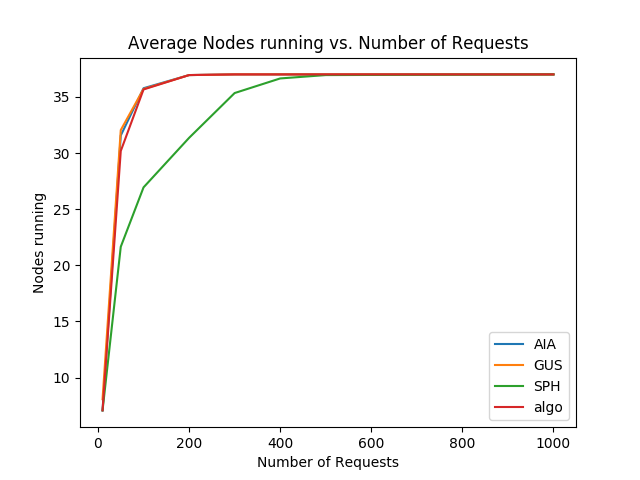 Average Nodes running vs. Number of Requests
Nodes running
35
30
25
20
15
10
0 200 400 600 800 1000
Number of Requests
AIA
GUS
SPH
algo